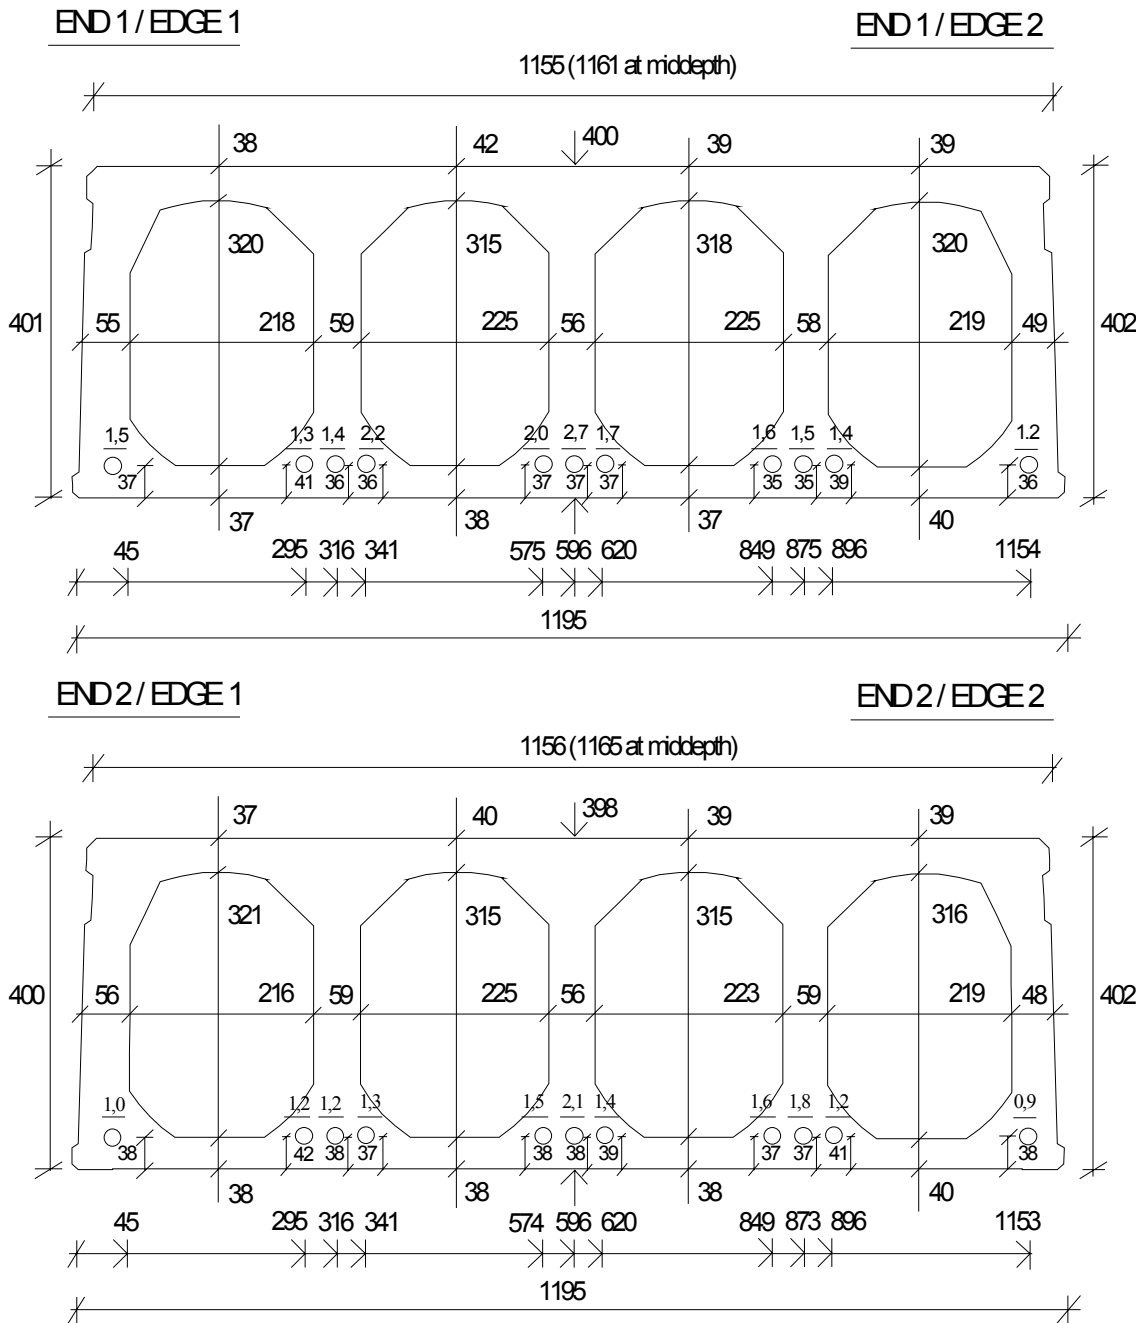 END 1 / EDGE 1 END 1 / EDGE 2
1155 (1161 at middepth)
38 42 400 39 39
320 315 318 320
401 55 218 59 225 56 225 58 219 49 402
1,5 1,3 1,4 2,2 2,0 2,7 1,7 1.6 1,5 1,4 1.2
37 41 36 36 37 37 37 35 35 39 36
37 38 37 40
45 295 316 341 575 596 620 849 875 896 1154
1195
END 2 / EDGE 1 END 2 / EDGE 2
1156 (1165 at middepth)
37 40 398 39 39
321 315 315 316
400 56 216 59 225 56 223 59 219 48 402
1,0 1,2 1,2 1,3 1,5 2,1 1,4 1,6 1,8 1,2 0,9
38 42 38 37 38 38 39 37 37 41 38
38 38 38 40
45 295 316 341 574 596 620 849 873 896 1153
1195